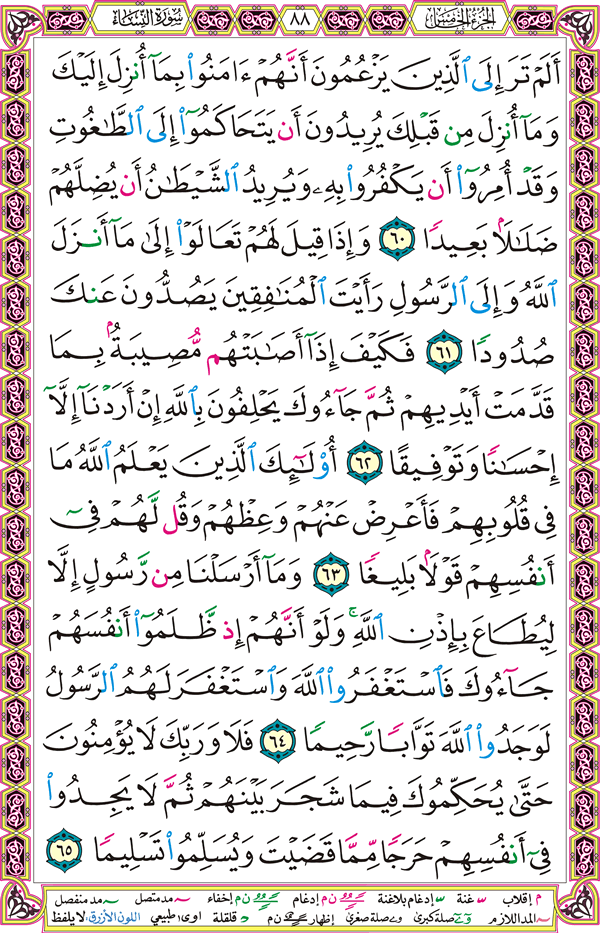 الجزء الخامس
٨٨
سورة النساء
أَلَمْ تَرَ إِلَى ٱلَّذِينَ يَزْعُمُونَ أَنَّهُمْ ءَامَنُوا۟ بِمَآ أُنزِلَ إِلَيْكَ
وَمَآ أُنزِلَ مِن قَبْلِكَ يُرِيدُونَ أَن يَتَحَاكَمُوٓا۟ إِلَى ٱلطَّٰغُوتِ
وَقَدْ أُمِرُوٓا۟ أَن يَكْفُرُوا۟ بِهِۦ وَيُرِيدُ ٱلشَّيْطَٰنُ أَن يُضِلَّهُمْ
ضَلَٰلًۢا بَعِيدًا ٦٠ وَإِذَا قِيلَ لَهُمْ تَعَالَوْا۟ إِلَىٰ مَآ أَنزَلَ
ٱللَّهُ وَإِلَى ٱلرَّسُولِ رَأَيْتَ ٱلْمُنَٰفِقِينَ يَصُدُّونَ عَنكَ
صُدُودًا ٦١ فَكَيْفَ إِذَآ أَصَٰبَتْهُم مُّصِيبَةٌۢ بِمَا
قَدَّمَتْ أَيْدِيهِمْ ثُمَّ جَآءُوكَ يَحْلِفُونَ بِٱللَّهِ إِنْ أَرَدْنَآ إِلَّآ
إِحْسَٰنًا وَتَوْفِيقًا ٦٢ أُو۟لَٰٓئِكَ ٱلَّذِينَ يَعْلَمُ ٱللَّهُ مَا
فِى قُلُوبِهِمْ فَأَعْرِضْ عَنْهُمْ وَعِظْهُمْ وَقُل لَّهُمْ فِىٓ
أَنفُسِهِمْ قَوْلًۢا بَلِيغًا ٦٣ وَمَآ أَرْسَلْنَا مِن رَّسُولٍ إِلَّا
لِيُطَاعَ بِإِذْنِ ٱللَّهِ ۚ وَلَوْ أَنَّهُمْ إِذ ظَّلَمُوٓا۟ أَنفُسَهُمْ
جَآءُوكَ فَٱسْتَغْفَرُوا۟ ٱللَّهَ وَٱسْتَغْفَرَ لَهُمُ ٱلرَّسُولُ
لَوَجَدُوا۟ ٱللَّهَ تَوَّابًا رَّحِيمًا ٦٤ فَلَا وَرَبِّكَ لَا يُؤْمِنُونَ
حَتَّىٰ يُحَكِّمُوكَ فِيمَا شَجَرَ بَيْنَهُمْ ثُمَّ لَا يَجِدُوا۟
فِىٓ أَنفُسِهِمْ حَرَجًا مِّمَّا قَضَيْتَ وَيُسَلِّمُوا۟ تَسْلِيمًا ٦٥
م إقلاب غنة إدغام بلاغنة ن م إدغام ن م إخفاء مد متصل مد منفصل
المد اللازم صلة كبرى صلة صغرى إظهار ن م قلقلة اوى: طبيعي اللون الأزرق: لا يلفظ